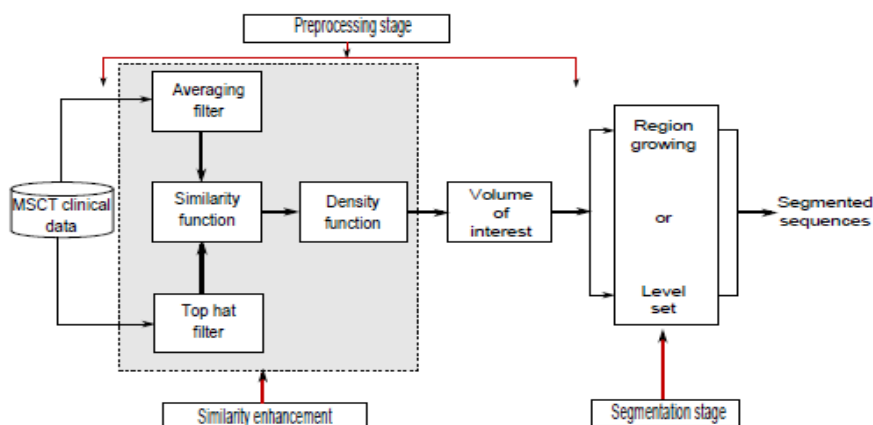 Preprocessing stage
Averaging
filter
MSCT clinical
data
Similarity
function
Density
function
Volume
of
interest
Region
growing
or
Level
set
Segmented
sequences
Top hat
filter
Similarity enhancement
Segmentation stage